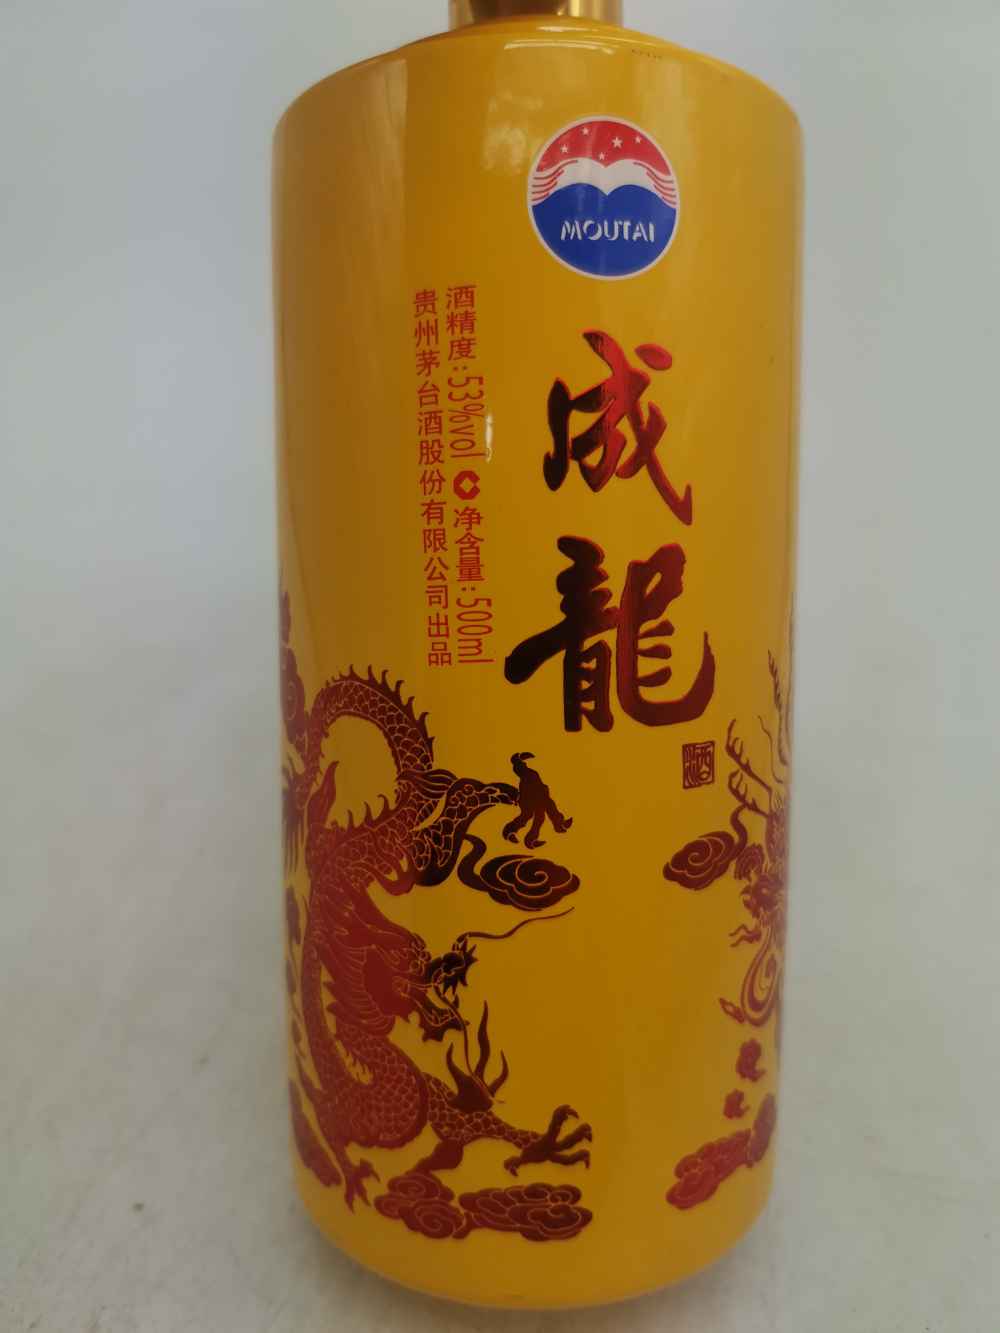 MOUTAI
成龍
酒
酒精度:53%vol 净含量:500ml
贵州茅台酒股份有限公司出品